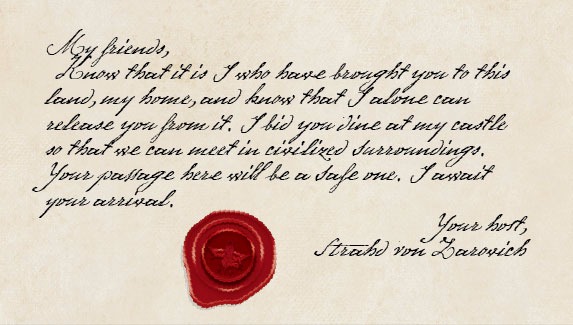 My friends,
Know that it is I who have brought you to this
land, my home, and know that I alone can
release you from it. I bid you dine at my castle
so that we can meet in civilized surroundings.
Your passage here will be a safe one. I await
your arrival.
Your host,
Strahd von Zarovich